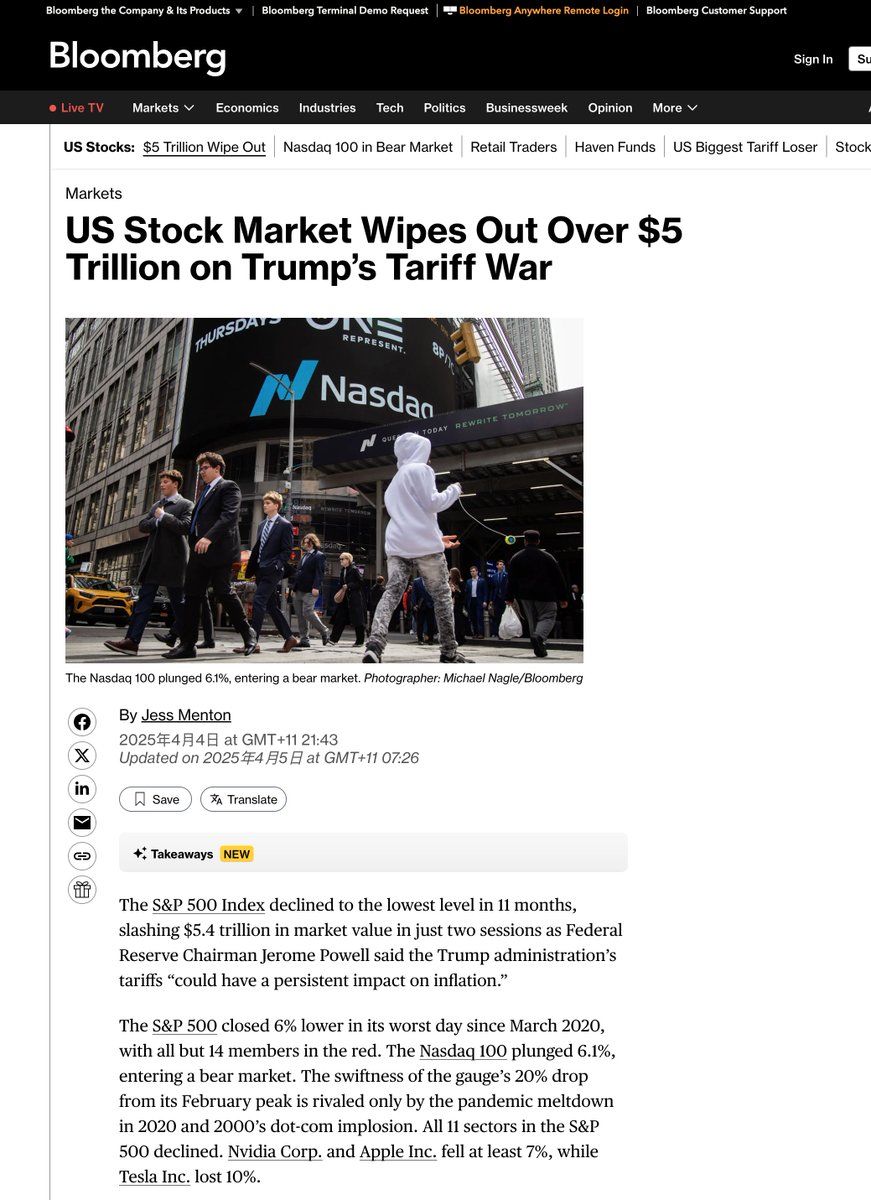 Bloomberg the Company & Its Products | Bloomberg Terminal Demo Request | Bloomberg Anywhere Remote Login | Bloomberg Customer Support
Bloomberg
Sign In
Su
Live TV Markets Economics Industries Tech Politics Businessweek Opinion More
US Stocks: $5 Trillion Wipe Out | Nasdaq 100 in Bear Market | Retail Traders | Haven Funds | US Biggest Tariff Loser | Stock
Markets
US Stock Market Wipes Out Over $5
Trillion on Trump’s Tariff War
THURSDAYS
ONE
REPRESENT.
8P/7
Nasdaq
TODAY REWRITE TOMORROW
The Nasdaq 100 plunged 6.1%, entering a bear market. Photographer: Michael Nagle/Bloomberg
By Jess Menton
2025年4月4日 at GMT+11 21:43
Updated on 2025年4月5日 at GMT+11 07:26
Save
Translate
Takeaways NEW
The S&P 500 Index declined to the lowest level in 11 months,
slashing $5.4 trillion in market value in just two sessions as Federal
Reserve Chairman Jerome Powell said the Trump administration’s
tariffs “could have a persistent impact on inflation.”
The S&P 500 closed 6% lower in its worst day since March 2020,
with all but 14 members in the red. The Nasdaq 100 plunged 6.1%,
entering a bear market. The swiftness of the gauge’s 20% drop
from its February peak is rivaled only by the pandemic meltdown
in 2020 and 2000’s dot-com implosion. All 11 sectors in the S&P
500 declined. Nvidia Corp. and Apple Inc. fell at least 7%, while
Tesla Inc. lost 10%.